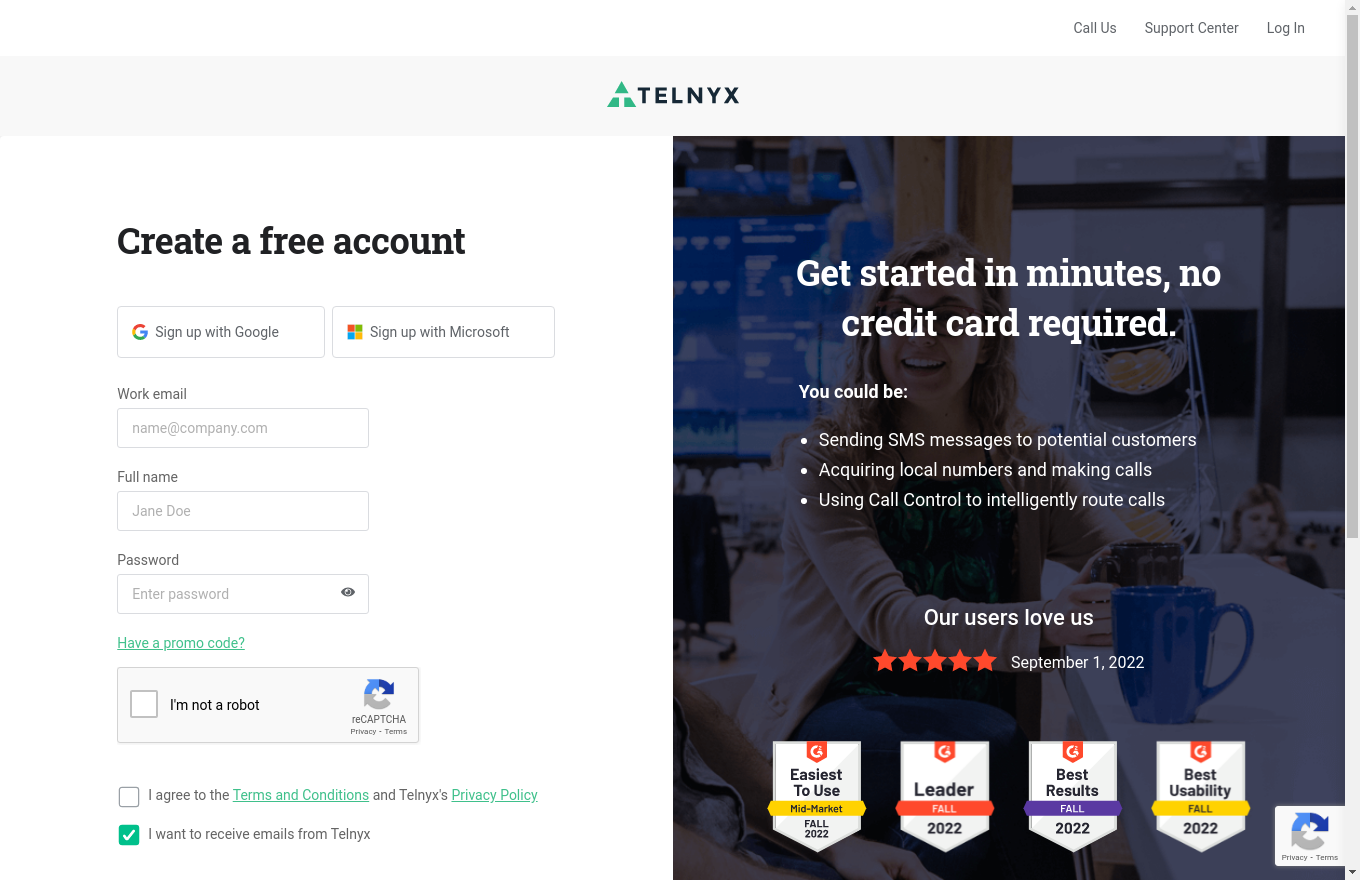 Call Us Support Center Log In
TELNYX
Create a free account
Sign up with Google Sign up with Microsoft
Work email
name@company.com
Full name
Jane Doe
Password
Enter password
Have a promo code?
I'm not a robot
reCAPTCHA
Privacy - Terms
I agree to the Terms and Conditions and Telnyx's Privacy Policy
I want to receive emails from Telnyx
Get started in minutes, no
credit card required.
You could be:
Sending SMS messages to potential customers
Acquiring local numbers and making calls
Using Call Control to intelligently route calls
Our users love us
September 1, 2022
Easiest
To Use
Mid-Market
FALL
2022
Leader
FALL
2022
Best
Results
FALL
2022
Best
Usability
FALL
2022
Privacy - Terms